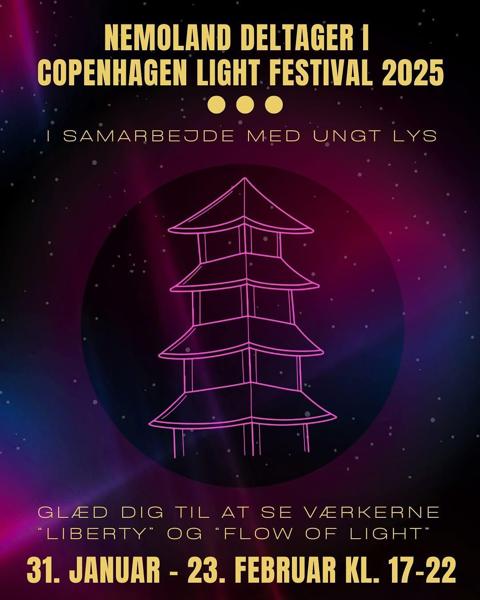 NEMOLAND DELTAGER I
COPENHAGEN LIGHT FESTIVAL 2025
I SAMARBEJDE MED UNGT LYS
GLÆD DIG TIL AT SE VÆRKERNE
"LIBERTY" OG "FLOW OF LIGHT"
31. JANUAR - 23. FEBRUAR KL. 17-22